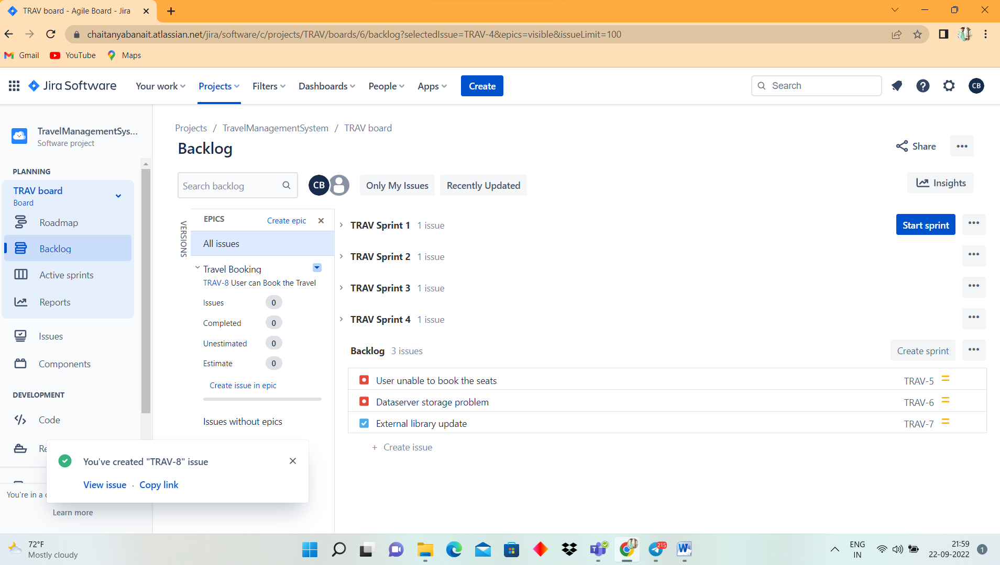 TRAV board - Agile Board - Jira
chaitanyabanait.atlassian.net/jira/software/c/projects/TRAV/boards/6/backlog?selectedIssue=TRAV-4&epics=visible&issueLimit=100
Gmail YouTube Maps
Jira Software Your work Projects Filters Dashboards People Apps Create Search CB
TravelManagementSys...
Software project
PLANNING
TRAV board
Board
Roadmap
Backlog
Active sprints
Reports
Issues
Components
DEVELOPMENT
Code
Re
You're in a c
Learn more
Projects / TravelManagementSystem / TRAV board
Backlog
Share
Search backlog CB Only My Issues Recently Updated Insights
VERSIONS
EPICS Create epic
All issues
Travel Booking
TRAV-8 User can Book the Travel
Issues 0
Completed 0
Unestimated 0
Estimate 0
Create issue in epic
Issues without epics
TRAV Sprint 1 1 issue Start sprint
TRAV Sprint 2 1 issue
TRAV Sprint 3 1 issue
TRAV Sprint 4 1 issue
Backlog 3 issues Create sprint
User unable to book the seats TRAV-5
Dataserver storage problem TRAV-6
External library update TRAV-7
+ Create issue
You've created "TRAV-8" issue
View issue · Copy link
72°F
Mostly cloudy
215
ENG
IN
21:59
22-09-2022
1